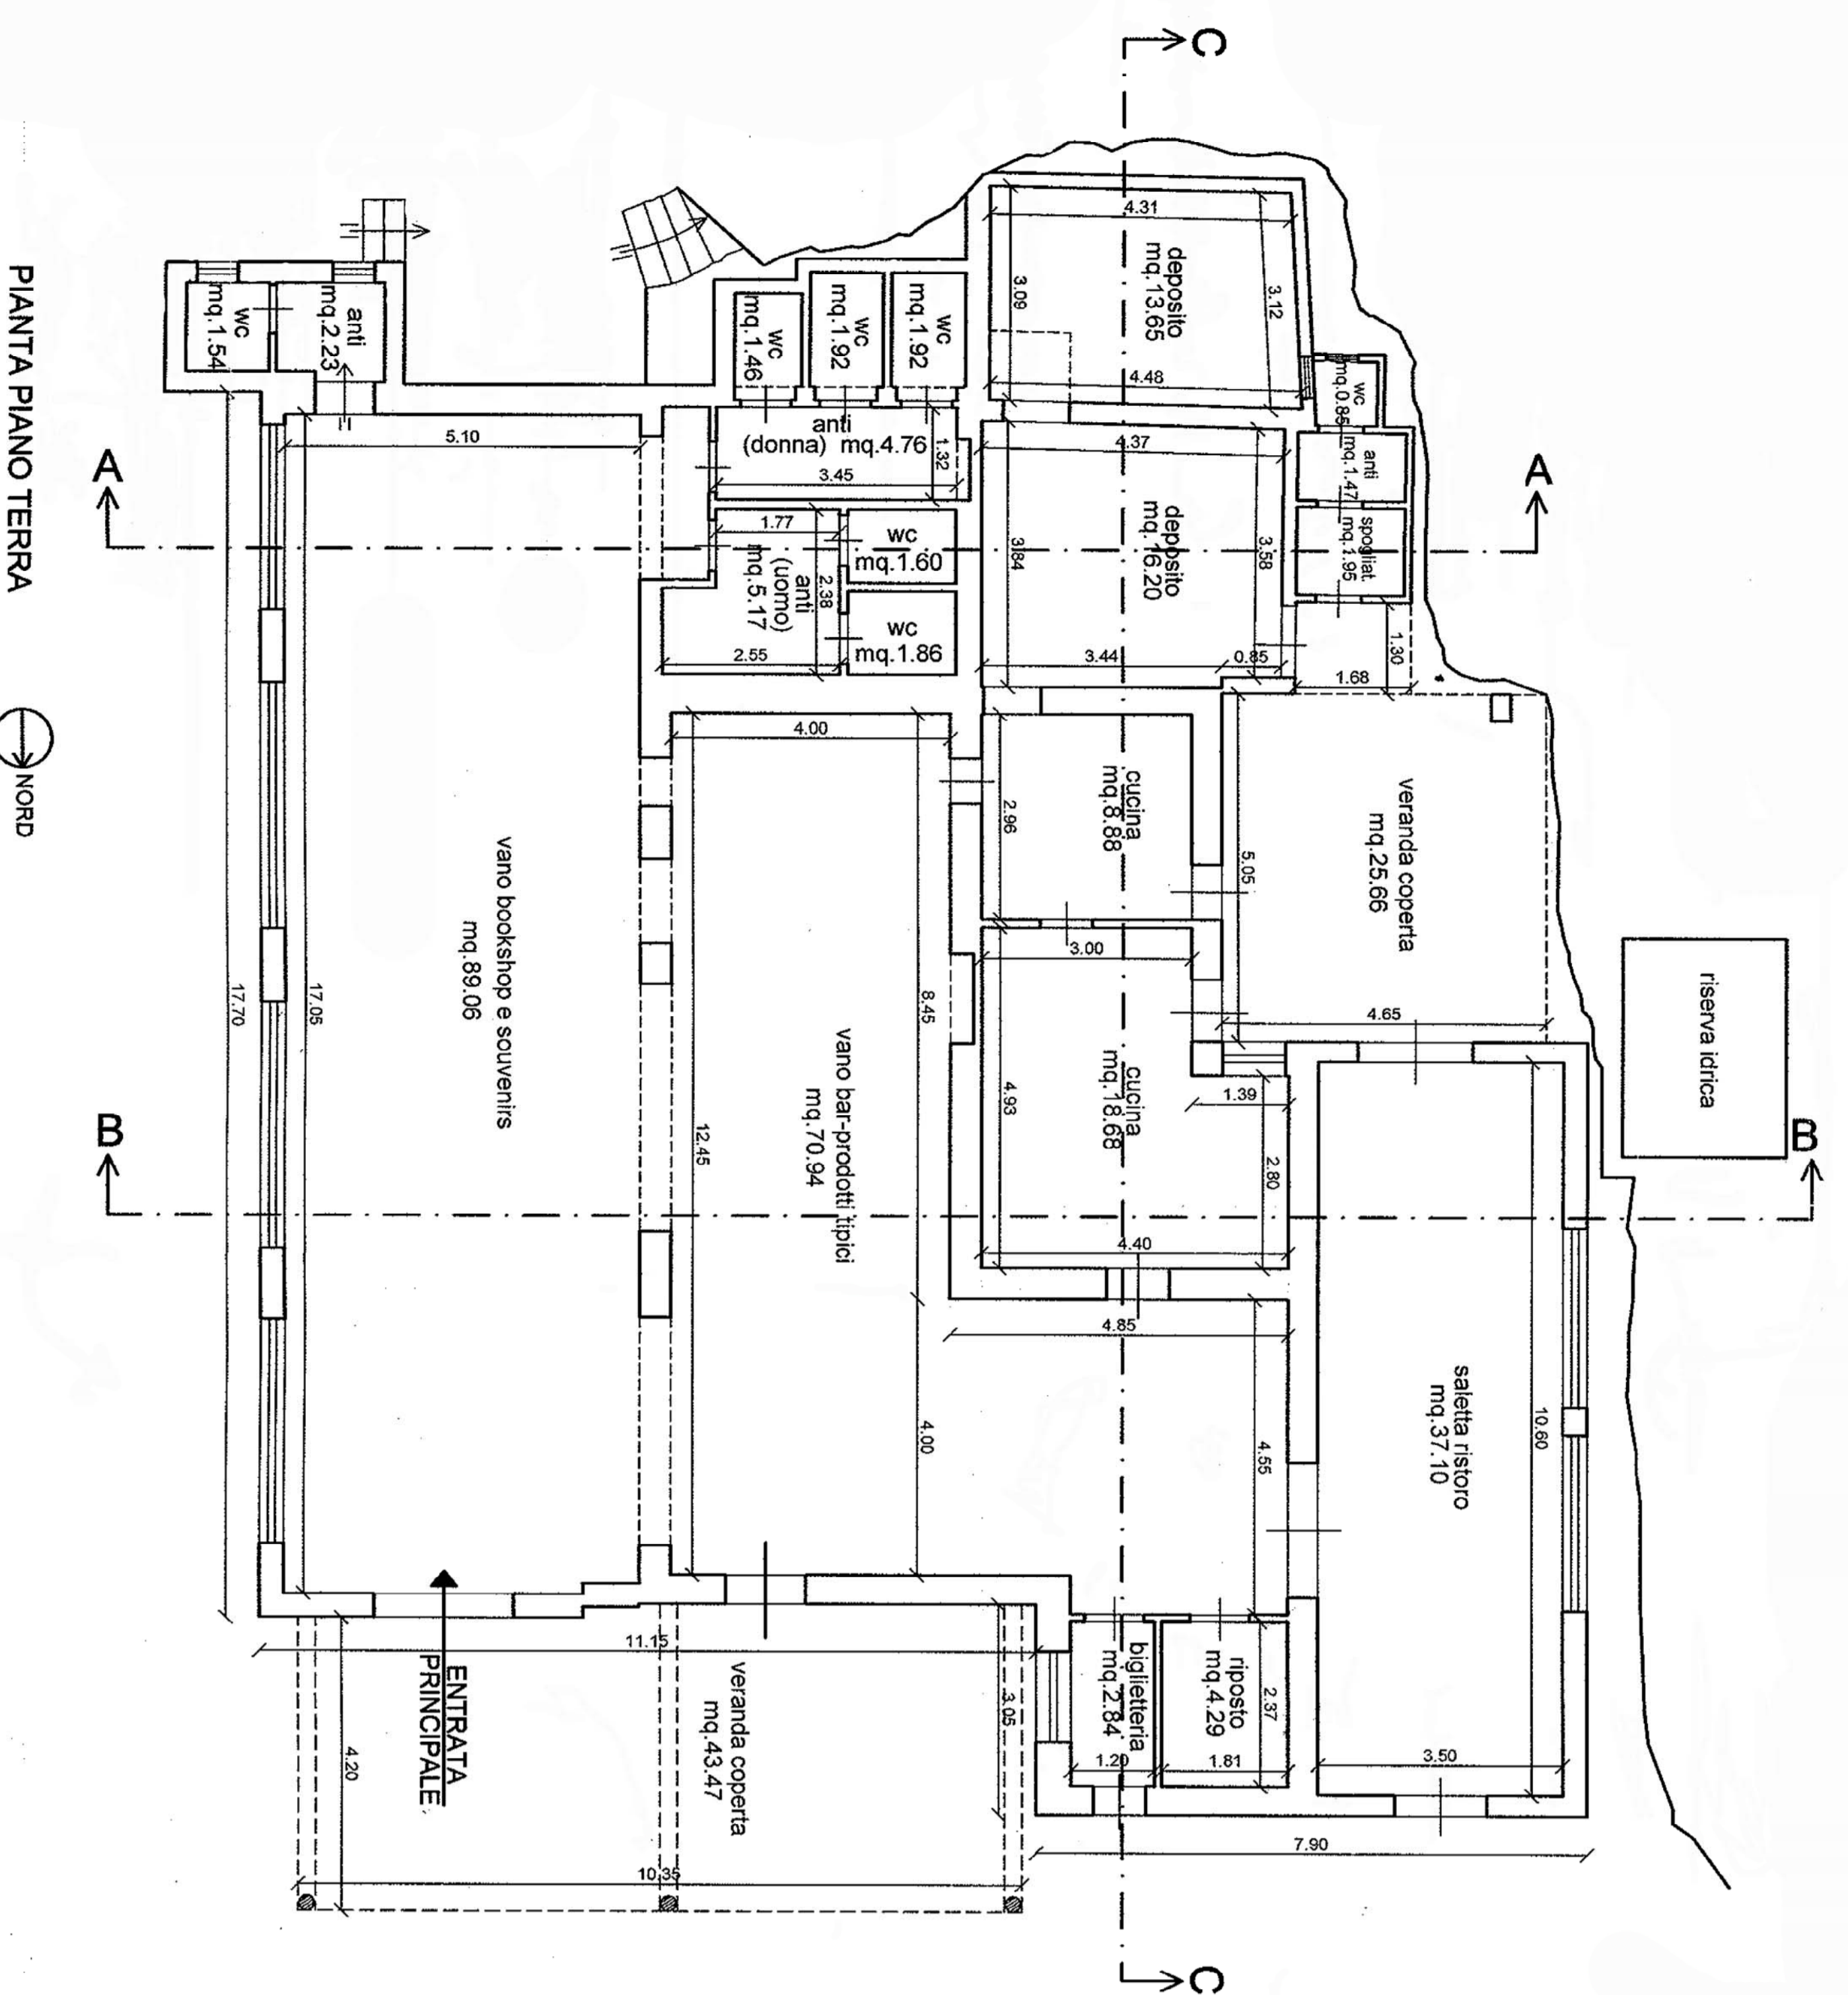 PIANTA PIANO TERRA
NORD
C
C
A
A
B
B
deposito
mq.13.65
4.31
3.09
3.12
4.48
wc
mq.1.54
anti
mq.2.23
wc
mq.1.46
wc
mq.1.92
wc
mq.1.92
wc
mq.0.85
anti
mq.1.47
spogliat.
mq.1.95
anti
(donna) mq.4.76
1.32
3.45
5.10
4.37
deposito
mq.16.20
3.84
3.58
3.44
0.85
1.77
anti
(uomo)
mq.5.17
2.38
2.55
wc
mq.1.60
wc
mq.1.86
1.30
1.68
4.00
cucina
mq.8.88
2.96
5.05
veranda coperta
mq.25.66
4.65
riserva idrica
vano bookshop e souvenirs
mq.89.06
17.70
17.05
vano bar-prodotti tipici
mq.70.94
12.45
8.45
3.00
cucina
mq.18.68
4.93
1.39
2.80
4.40
4.85
4.00
4.55
saletta ristoro
mq.37.10
10.60
3.50
biglietteria
mq.2.84
1.20
riposto
mq.4.29
2.37
1.81
11.15
3.05
veranda coperta
mq.43.47
ENTRATA
PRINCIPALE
4.20
10.35
7.90